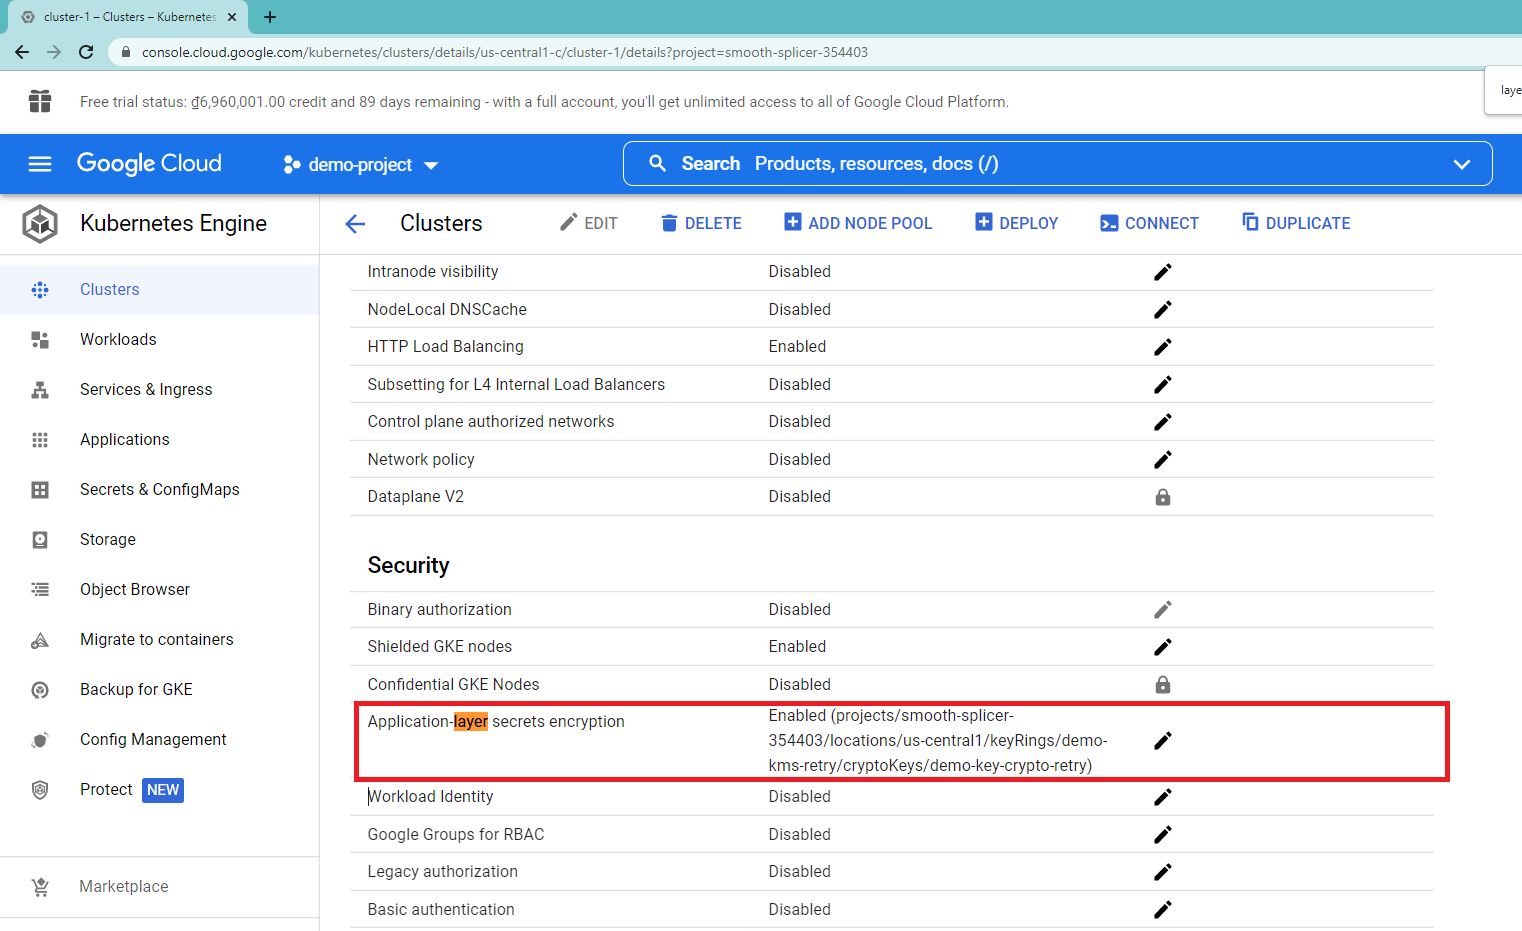 cluster-1 – Clusters – Kubernetes
console.cloud.google.com/kubernetes/clusters/details/us-central1-c/cluster-1/details?project=smooth-splicer-354403
laye
Free trial status: ₫6,960,001.00 credit and 89 days remaining - with a full account, you'll get unlimited access to all of Google Cloud Platform.
Google Cloud demo-project Search Products, resources, docs (/)
Kubernetes Engine Clusters EDIT DELETE ADD NODE POOL DEPLOY CONNECT DUPLICATE
Clusters
Workloads
Services & Ingress
Applications
Secrets & ConfigMaps
Storage
Object Browser
Migrate to containers
Backup for GKE
Config Management
Protect NEW
Marketplace
Intranode visibility Disabled
NodeLocal DNSCache Disabled
HTTP Load Balancing Enabled
Subsetting for L4 Internal Load Balancers Disabled
Control plane authorized networks Disabled
Network policy Disabled
Dataplane V2 Disabled
Security
Binary authorization Disabled
Shielded GKE nodes Enabled
Confidential GKE Nodes Disabled
Application-layer secrets encryption Enabled (projects/smooth-splicer-
354403/locations/us-central1/keyRings/demo-
kms-retry/cryptoKeys/demo-key-crypto-retry)
Workload Identity Disabled
Google Groups for RBAC Disabled
Legacy authorization Disabled
Basic authentication Disabled